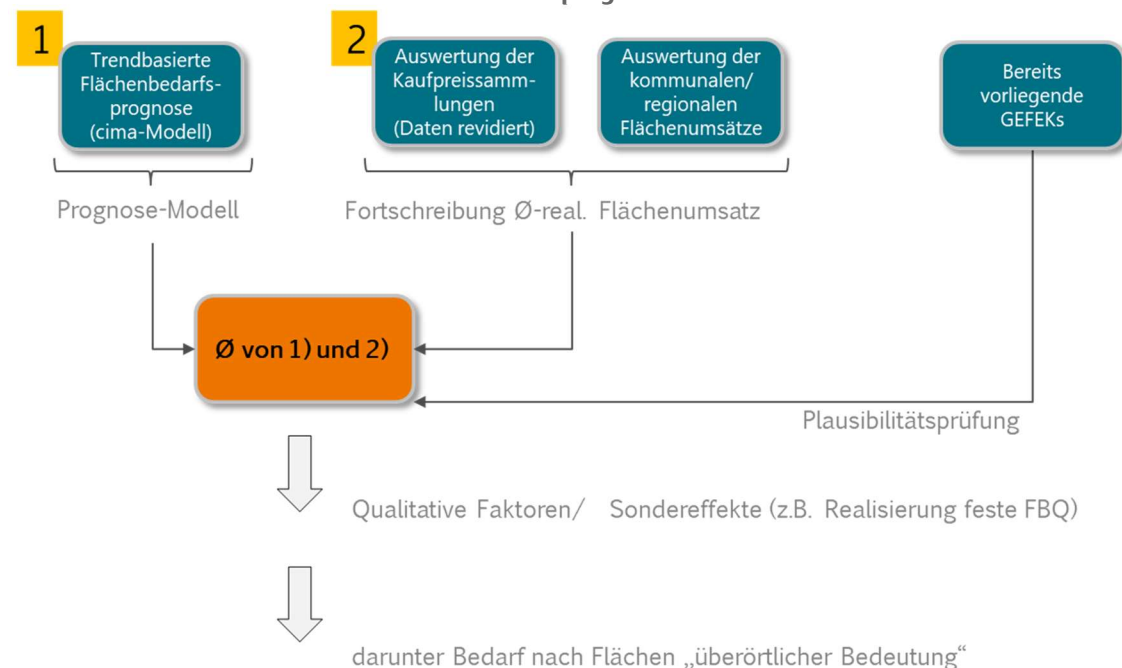 1
Trendbasierte
Flächenbedarfs-
prognose
(cima-Modell)
2
Auswertung der
Kaufpreissamm-
lungen
(Daten revidiert)
Auswertung der
kommunalen/
regionalen
Flächenumsätze
Bereits
vorliegende
GEFEKs
Prognose-Modell
Fortschreibung Ø-real. Flächenumsatz
Ø von 1) und 2)
Plausibilitätsprüfung
Qualitative Faktoren/ Sondereffekte (z.B. Realisierung feste FBQ)
darunter Bedarf nach Flächen „überörtlicher Bedeutung“